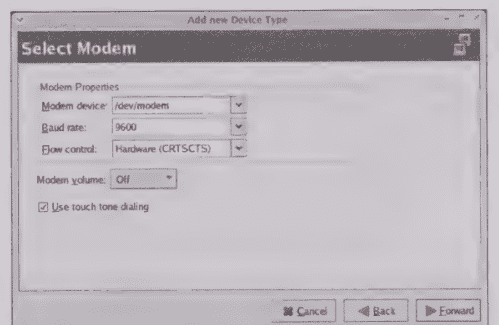 Add new Device Type
Select Modem
Modem Properties
Modem device: /dev/modem
Baud rate: 9600
Flow control: Hardware (CRTSCTS)
Modem volume: Off
Use touch tone dialing
Cancel Back Forward